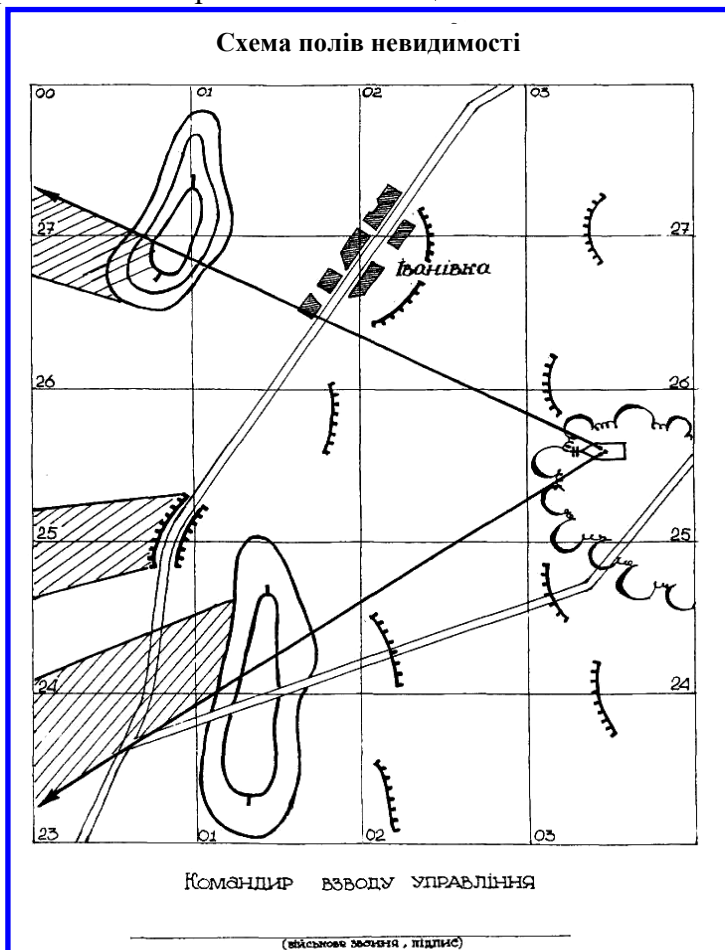 Схема полів невидимості
00 01 02 03
27 27
Іванівка
26 26
25 25
24 24
23 01 02 03
Командир взводу управління
(військове звання, підпис)